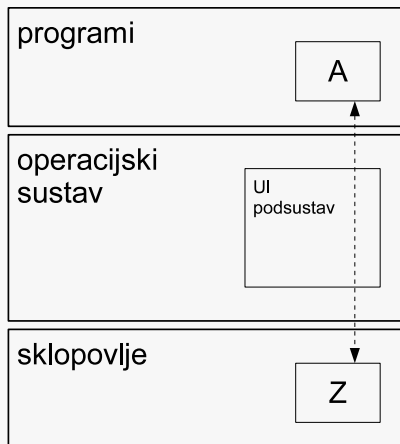 programi
A
operacijski
sustav
UI
podsustav
sklopovlje
Z